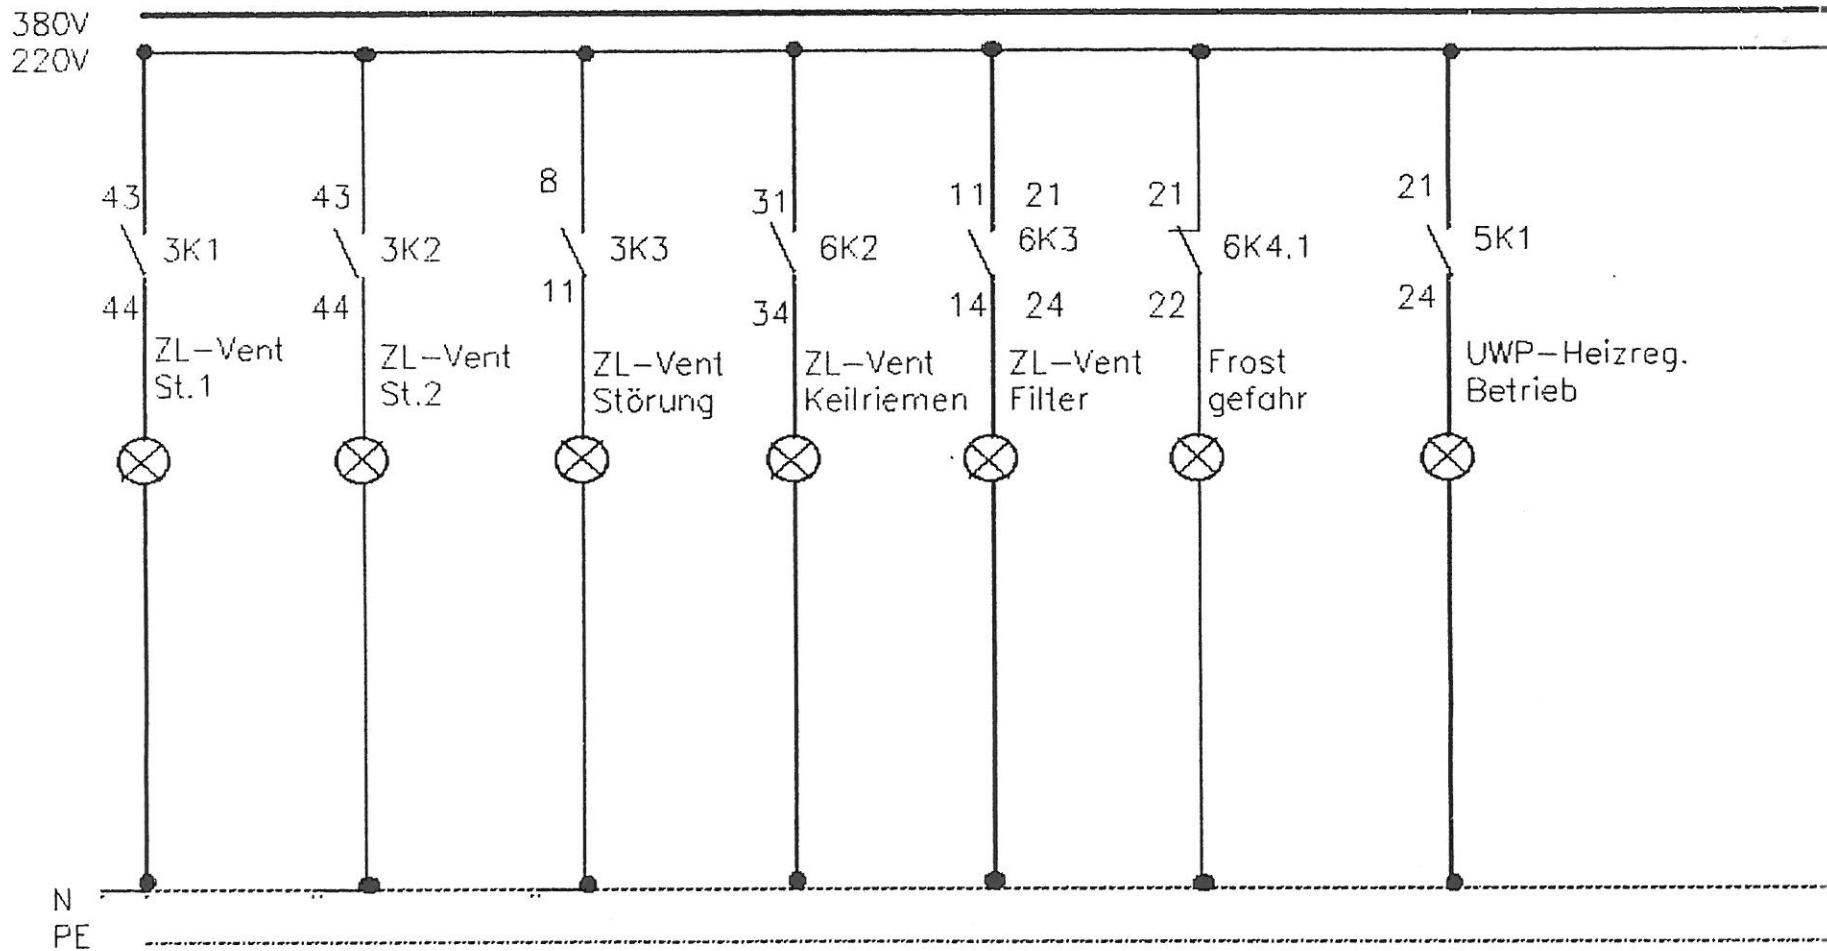 380V
220V
43
3K1
44
ZL-Vent
St.1
43
3K2
44
ZL-Vent
St.2
8
3K3
11
ZL-Vent
Störung
31
6K2
34
ZL-Vent
Keilriemen
11 21
6K3
14 24
ZL-Vent
Filter
21
6K4.1
22
Frost
gefahr
21
5K1
24
UWP-Heizreg.
Betrieb
N
PE